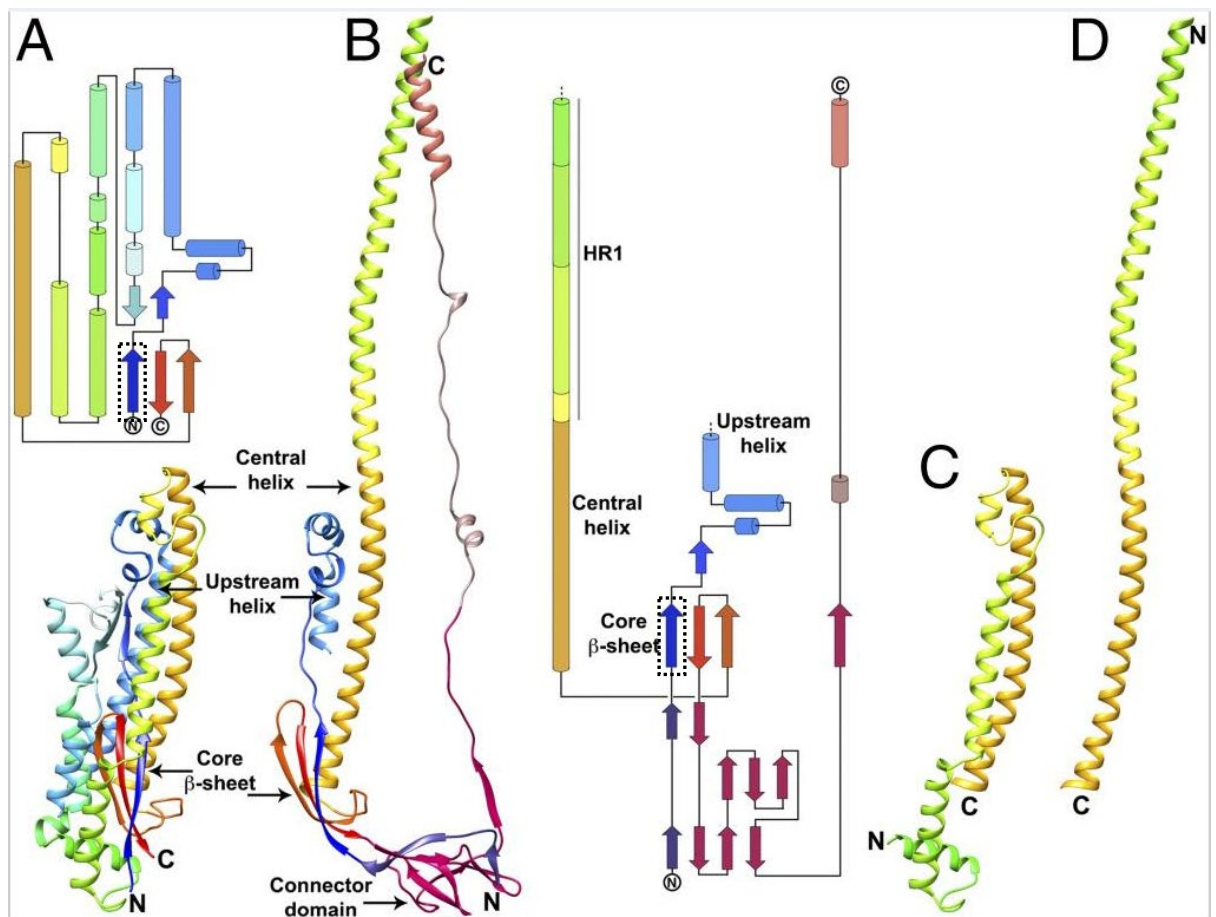 A
B
C
D
N
C
HR1
Upstream
helix
Central
helix
Core
β-sheet
N
C
N
C
Central
helix
Upstream
helix
Core
β-sheet
C
N
Connector
domain
N
C
N
C